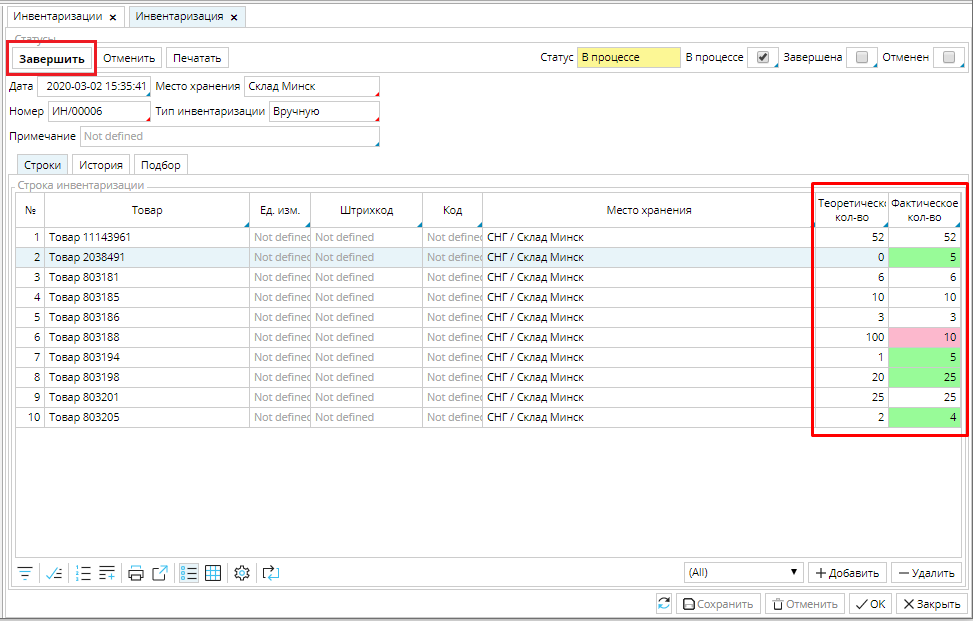 Инвентаризации × Инвентаризация ×
Статусы
Завершить Отменить Печатать Статус В процессе В процессе Завершена Отменен
Дата 2020-03-02 15:35:41 Место хранения Склад Минск
Номер ИН/00006 Тип инвентаризации Вручную
Примечание Not defined
Строки История Подбор
Строка инвентаризации
№ Товар Ед. изм. Штрихкод Код Место хранения Теоретическо кол-во Фактическое кол-во
1 Товар 11143961 Not defined Not defined Not defined СНГ / Склад Минск 52 52
2 Товар 2038491 Not defined Not defined Not defined СНГ / Склад Минск 0 5
3 Товар 803181 Not defined Not defined Not defined СНГ / Склад Минск 6 6
4 Товар 803185 Not defined Not defined Not defined СНГ / Склад Минск 10 10
5 Товар 803186 Not defined Not defined Not defined СНГ / Склад Минск 3 3
6 Товар 803188 Not defined Not defined Not defined СНГ / Склад Минск 100 10
7 Товар 803194 Not defined Not defined Not defined СНГ / Склад Минск 1 5
8 Товар 803198 Not defined Not defined Not defined СНГ / Склад Минск 20 25
9 Товар 803201 Not defined Not defined Not defined СНГ / Склад Минск 25 25
10 Товар 803205 Not defined Not defined Not defined СНГ / Склад Минск 2 4
(All) Добавить Удалить
Сохранить Отменить OK Закрыть